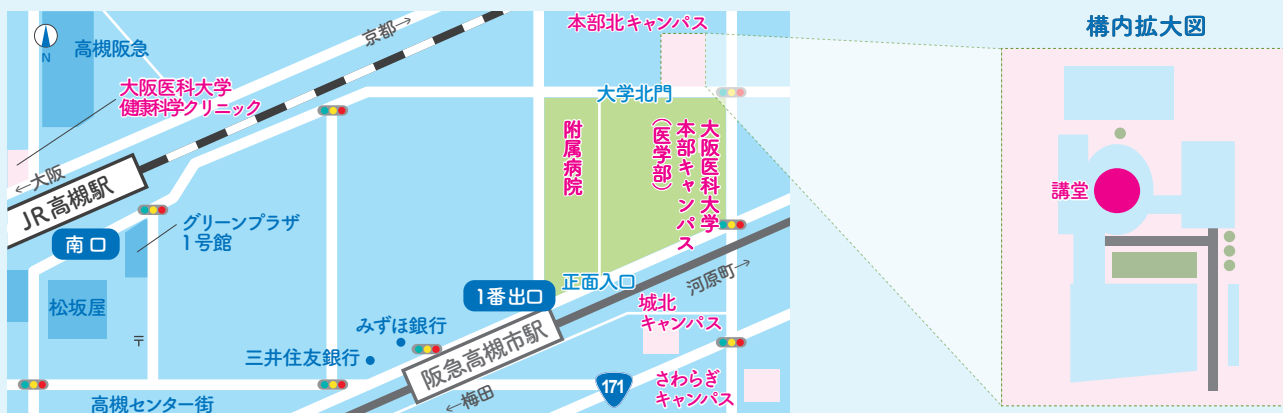 本部北キャンパス
構内拡大図
京都→
N
高槻阪急
大阪医科大学
健康科学クリニック
大学北門
附属病院
大阪医科大学
本部キャンパス
(医学部)
講堂
←大阪
JR高槻駅
南口
グリーンプラザ
1号館
正面入口
河原町→
1番出口
城北
キャンパス
松坂屋
〒
みずほ銀行
三井住友銀行
阪急高槻市駅
171
さわらぎ
キャンパス
←梅田
高槻センター街